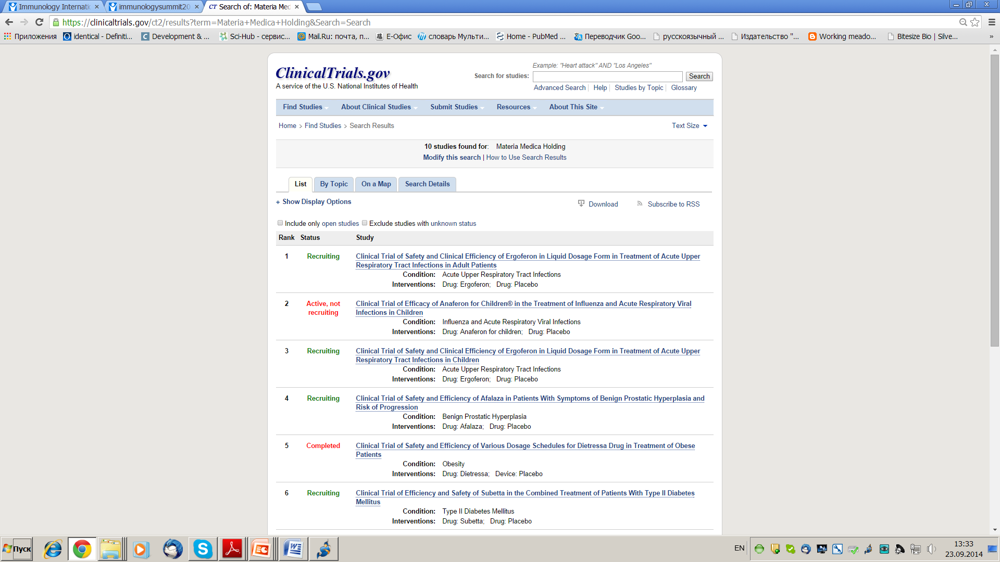 Immunology Internatio
immunologysummit20
CT Search of: Materia Med
https://clinicaltrials.gov/ct2/results?term=Materia+Medica+Holding&Search=Search
Приложения
identical - Definiti...
Development & ...
Sci-Hub - сервис...
Mail.Ru: почта, п...
Е-Офис
словарь Мульти...
Home - PubMed ...
Переводчик Goo...
русскоязычный ...
Издательство "...
Working meado...
Bitesize Bio | Silve...
»
ClinicalTrials.gov
A service of the U.S. National Institutes of Health
Example: "Heart attack" AND "Los Angeles"
Search for studies:
Search
Advanced Search | Help | Studies by Topic | Glossary
Find Studies
About Clinical Studies
Submit Studies
Resources
About This Site
Home > Find Studies > Search Results
Text Size
10 studies found for: Materia Medica Holding
Modify this search | How to Use Search Results
List
By Topic
On a Map
Search Details
+ Show Display Options
Download
Subscribe to RSS
Include only open studies Exclude studies with unknown status
Rank Status Study
1 Recruiting Clinical Trial of Safety and Clinical Efficiency of Ergoferon in Liquid Dosage Form in Treatment of Acute Upper
Respiratory Tract Infections in Adult Patients
Condition: Acute Upper Respiratory Tract Infections
Interventions: Drug: Ergoferon; Drug: Placebo
2 Active, not Clinical Trial of Efficacy of Anaferon for Children® in the Treatment of Influenza and Acute Respiratory Viral
recruiting Infections in Children
Condition: Influenza and Acute Respiratory Viral Infections
Interventions: Drug: Anaferon for children; Drug: Placebo
3 Recruiting Clinical Trial of Safety and Clinical Efficiency of Ergoferon in Liquid Dosage Form in Treatment of Acute Upper
Respiratory Tract Infections in Children
Condition: Acute Upper Respiratory Tract Infections
Interventions: Drug: Ergoferon; Drug: Placebo
4 Recruiting Clinical Trial of Safety and Efficiency of Afalaza in Patients With Symptoms of Benign Prostatic Hyperplasia and
Risk of Progression
Condition: Benign Prostatic Hyperplasia
Interventions: Drug: Afalaza; Drug: Placebo
5 Completed Clinical Trial of Safety and Efficiency of Various Dosage Schedules for Dietressa Drug in Treatment of Obese
Patients
Condition: Obesity
Interventions: Drug: Dietressa; Device: Placebo
6 Recruiting Clinical Trial of Efficiency and Safety of Subetta in the Combined Treatment of Patients With Type II Diabetes
Mellitus
Condition: Type II Diabetes Mellitus
Interventions: Drug: Subetta; Drug: Placebo
Пуск
EN
13:33
23.09.2014